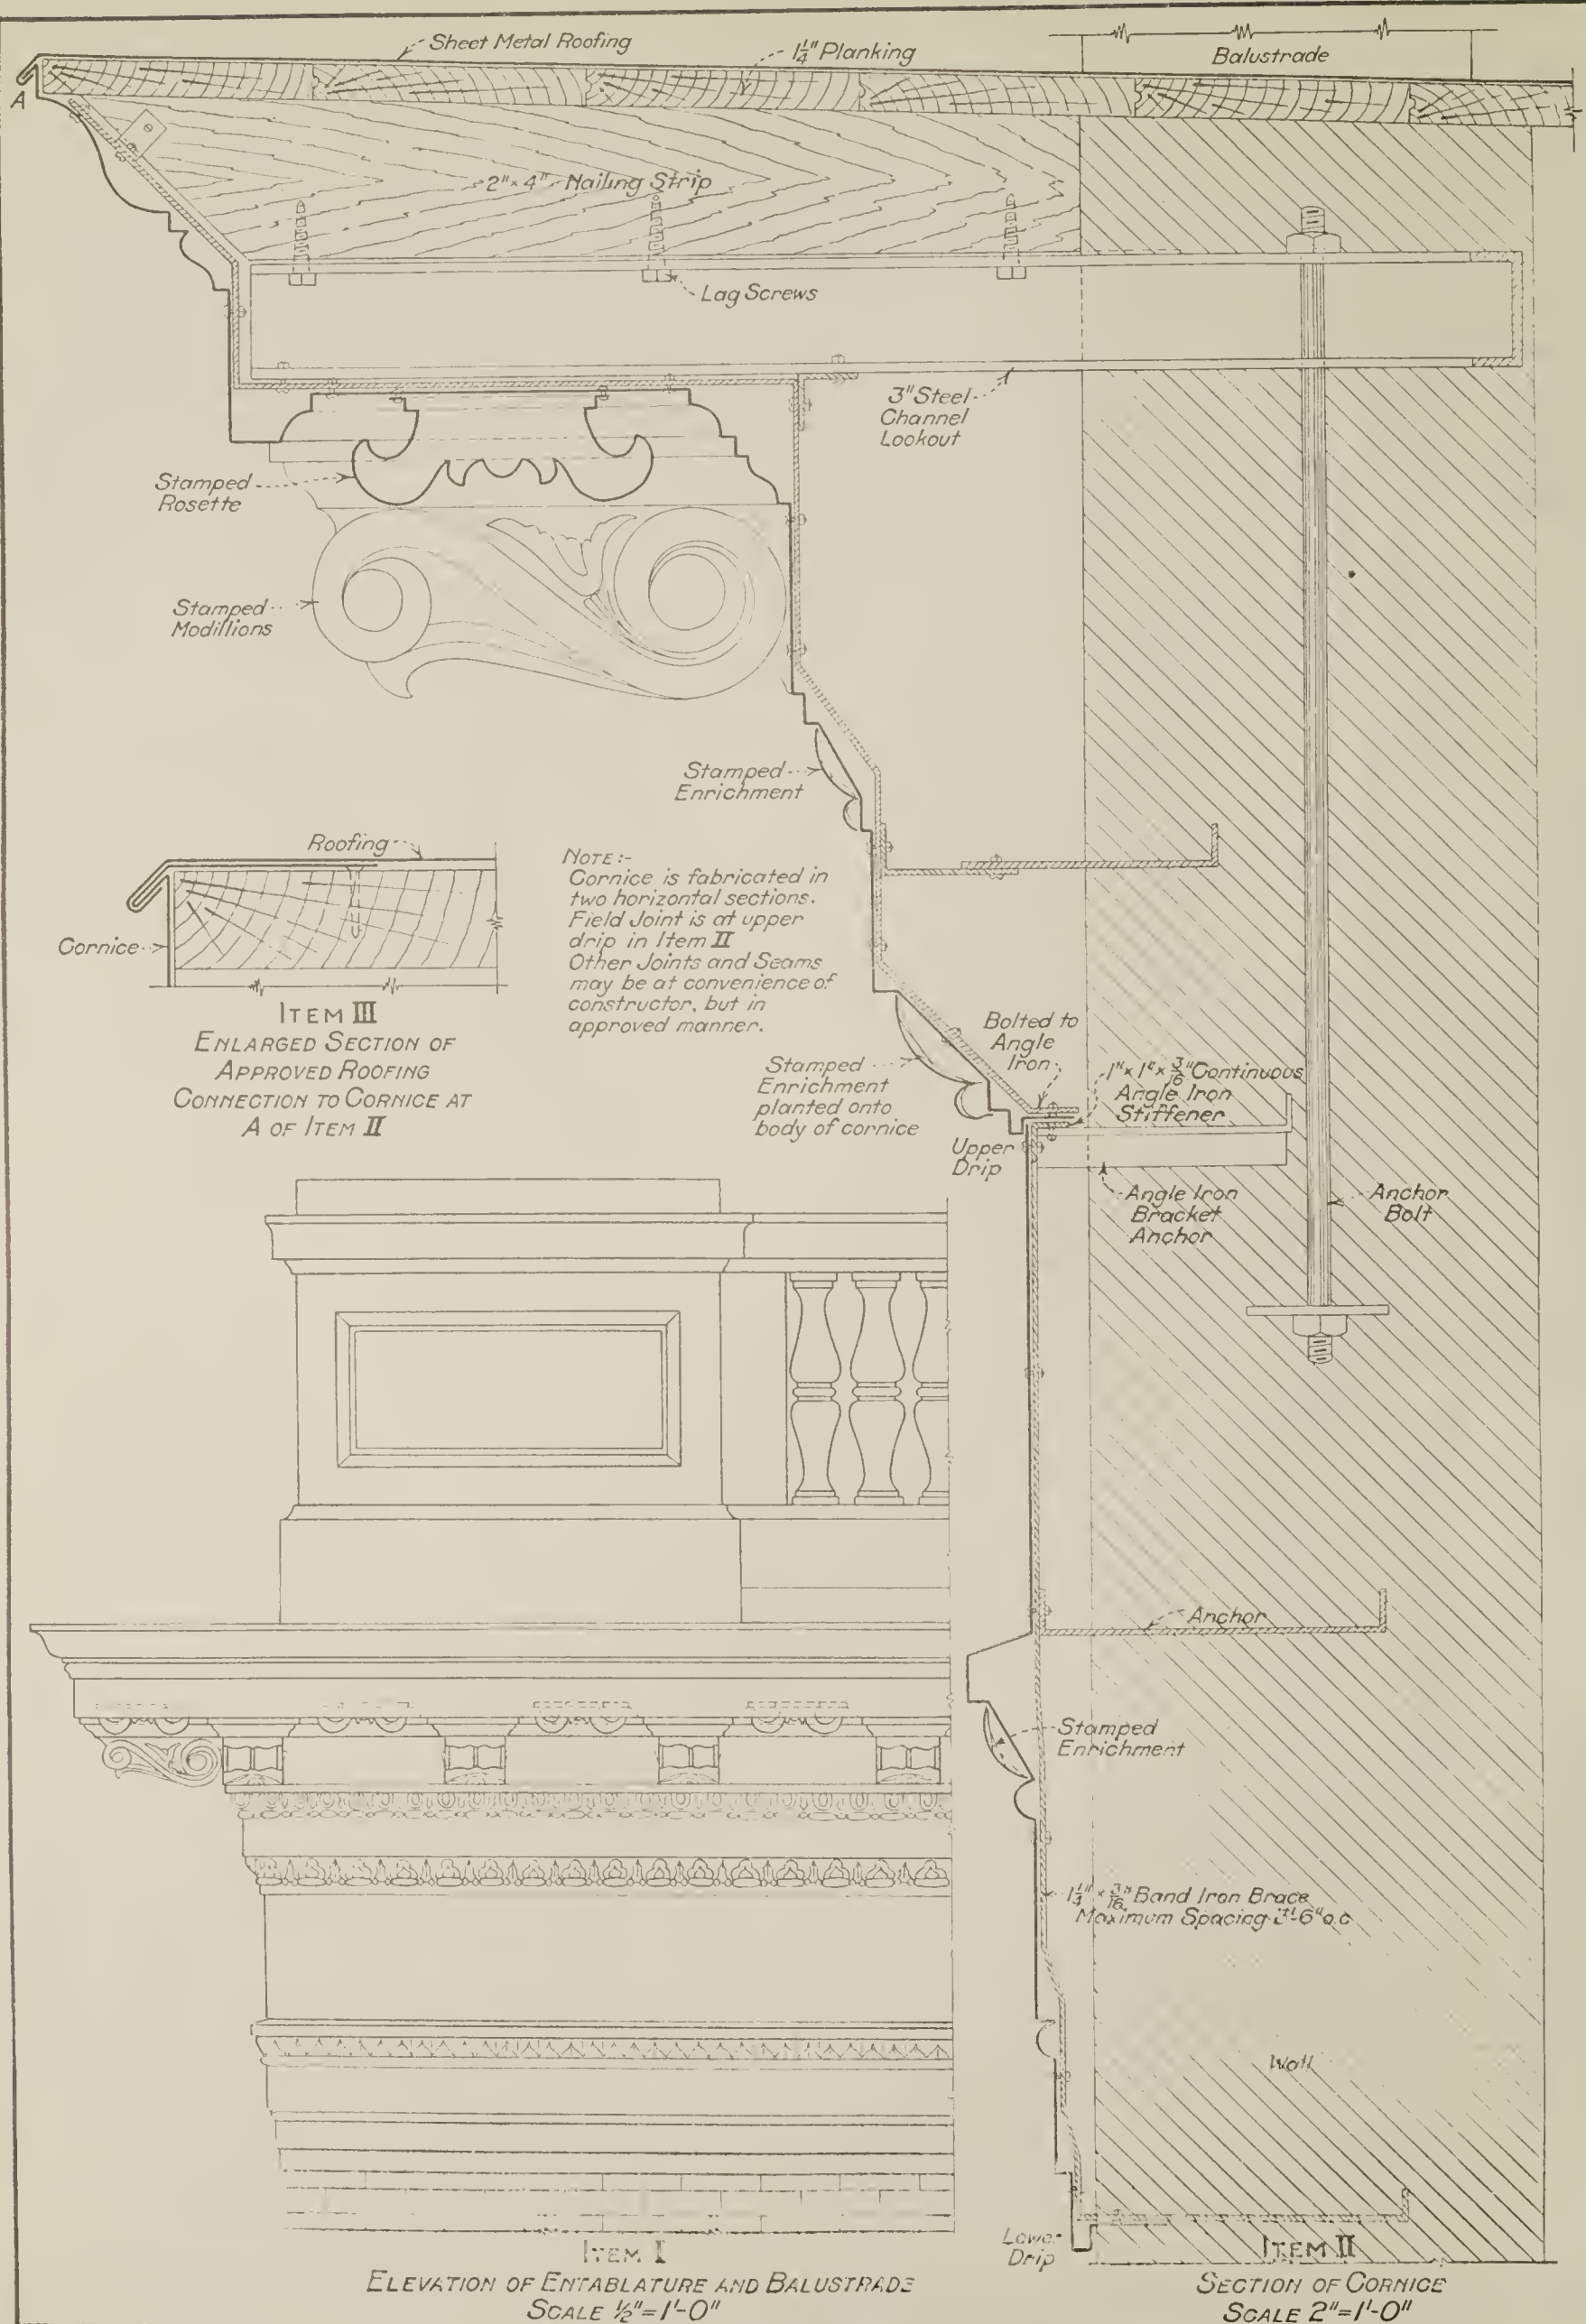 Sheet Metal Roofing
1¼" Planking
Balustrade
A
2"×4" Nailing Strip
Lag Screws
3" Steel
Channel
Lookout
Stamped
Rosette
Stamped
Modillions
Stamped
Enrichment
Roofing
Cornice
ITEM III
ENLARGED SECTION OF
APPROVED ROOFING
CONNECTION TO CORNICE AT
A OF ITEM II
NOTE:-
Cornice is fabricated in
two horizontal sections.
Field Joint is at upper
drip in Item II
Other Joints and Seams
may be at convenience of
constructor, but in
approved manner.
Bolted to
Angle
Iron
Stamped
Enrichment
planted onto
body of cornice
1"×1"×3/16" Continuous
Angle Iron
Stiffener
Upper
Drip
Angle Iron
Bracket
Anchor
Anchor
Bolt
Anchor
Stamped
Enrichment
1¼"×3/16" Band Iron Brace
Maximum Spacing 3'-6" o.c
Wall
Lower
Drip
ITEM I
ELEVATION OF ENTABLATURE AND BALUSTRADE
SCALE ½"=1'-0"
ITEM II
SECTION OF CORNICE
SCALE 2"=1'-0"